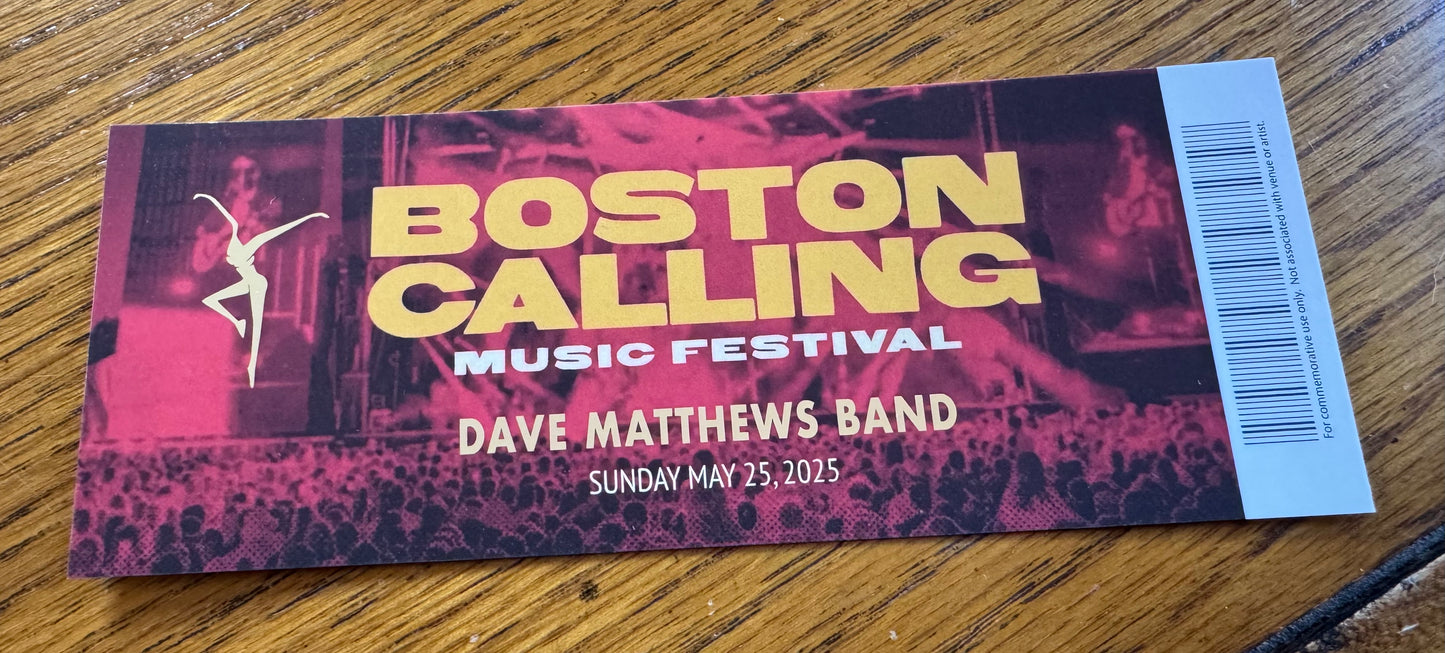 BOSTON
CALLING
MUSIC FESTIVAL
DAVE MATTHEWS BAND
SUNDAY MAY 25, 2025
For commemorative use only. Not associated with venue or artist.